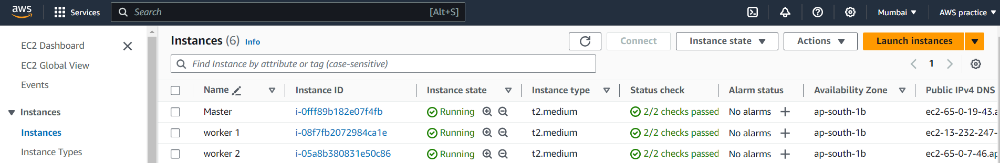 aws Services Search [Alt+S] Mumbai AWS practice
EC2 Dashboard
EC2 Global View
Events
Instances
Instances
Instance Types
Instances (6) Info Connect Instance state Actions Launch instances
Find Instance by attribute or tag (case-sensitive) 1
Name Instance ID Instance state Instance type Status check Alarm status Availability Zone Public IPv4 DNS
Master i-0fff89b182e07f4fb Running t2.medium 2/2 checks passed No alarms ap-south-1b ec2-65-0-19-43.a
worker 1 i-08f7fb2072984ca1e Running t2.medium 2/2 checks passed No alarms ap-south-1b ec2-13-232-247-
worker 2 i-05a8b380831e50c86 Running t2.medium 2/2 checks passed No alarms ap-south-1b ec2-65-0-7-46.ap